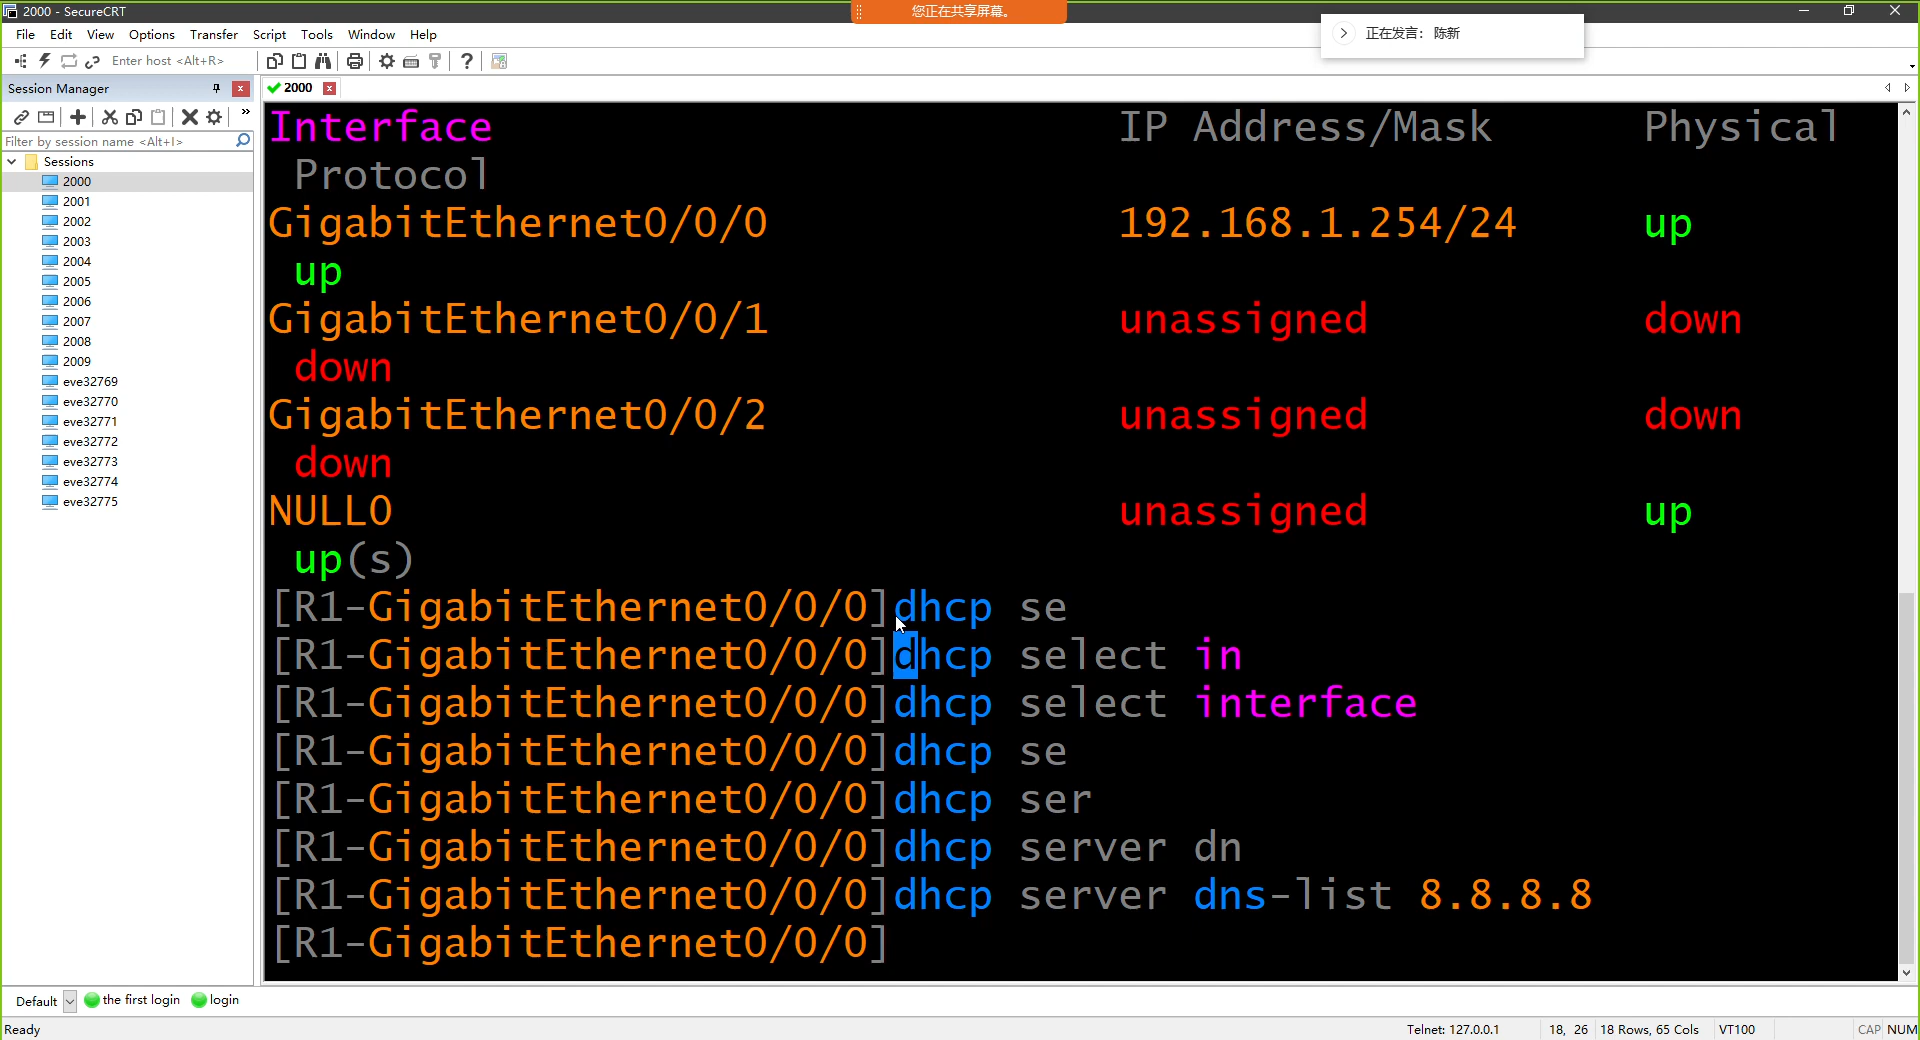 2000 - SecureCRT
您正在共享屏幕。
正在发言： 陈新
File Edit View Options Transfer Script Tools Window Help
Enter host <Alt+R>
Session Manager
2000
Filter by session name <Alt+I>
Sessions
2000
2001
2002
2003
2004
2005
2006
2007
2008
2009
eve32769
eve32770
eve32771
eve32772
eve32773
eve32774
eve32775
Interface IP Address/Mask Physical
Protocol
GigabitEthernet0/0/0 192.168.1.254/24 up
up
GigabitEthernet0/0/1 unassigned down
down
GigabitEthernet0/0/2 unassigned down
down
NULL0 unassigned up
up(s)
[R1-GigabitEthernet0/0/0]dhcp se
[R1-GigabitEthernet0/0/0]dhcp select in
[R1-GigabitEthernet0/0/0]dhcp select interface
[R1-GigabitEthernet0/0/0]dhcp se
[R1-GigabitEthernet0/0/0]dhcp ser
[R1-GigabitEthernet0/0/0]dhcp server dn
[R1-GigabitEthernet0/0/0]dhcp server dns-list 8.8.8.8
[R1-GigabitEthernet0/0/0]
Default the first login login
Ready Telnet: 127.0.0.1 18, 26 18 Rows, 65 Cols VT100 CAP NUM